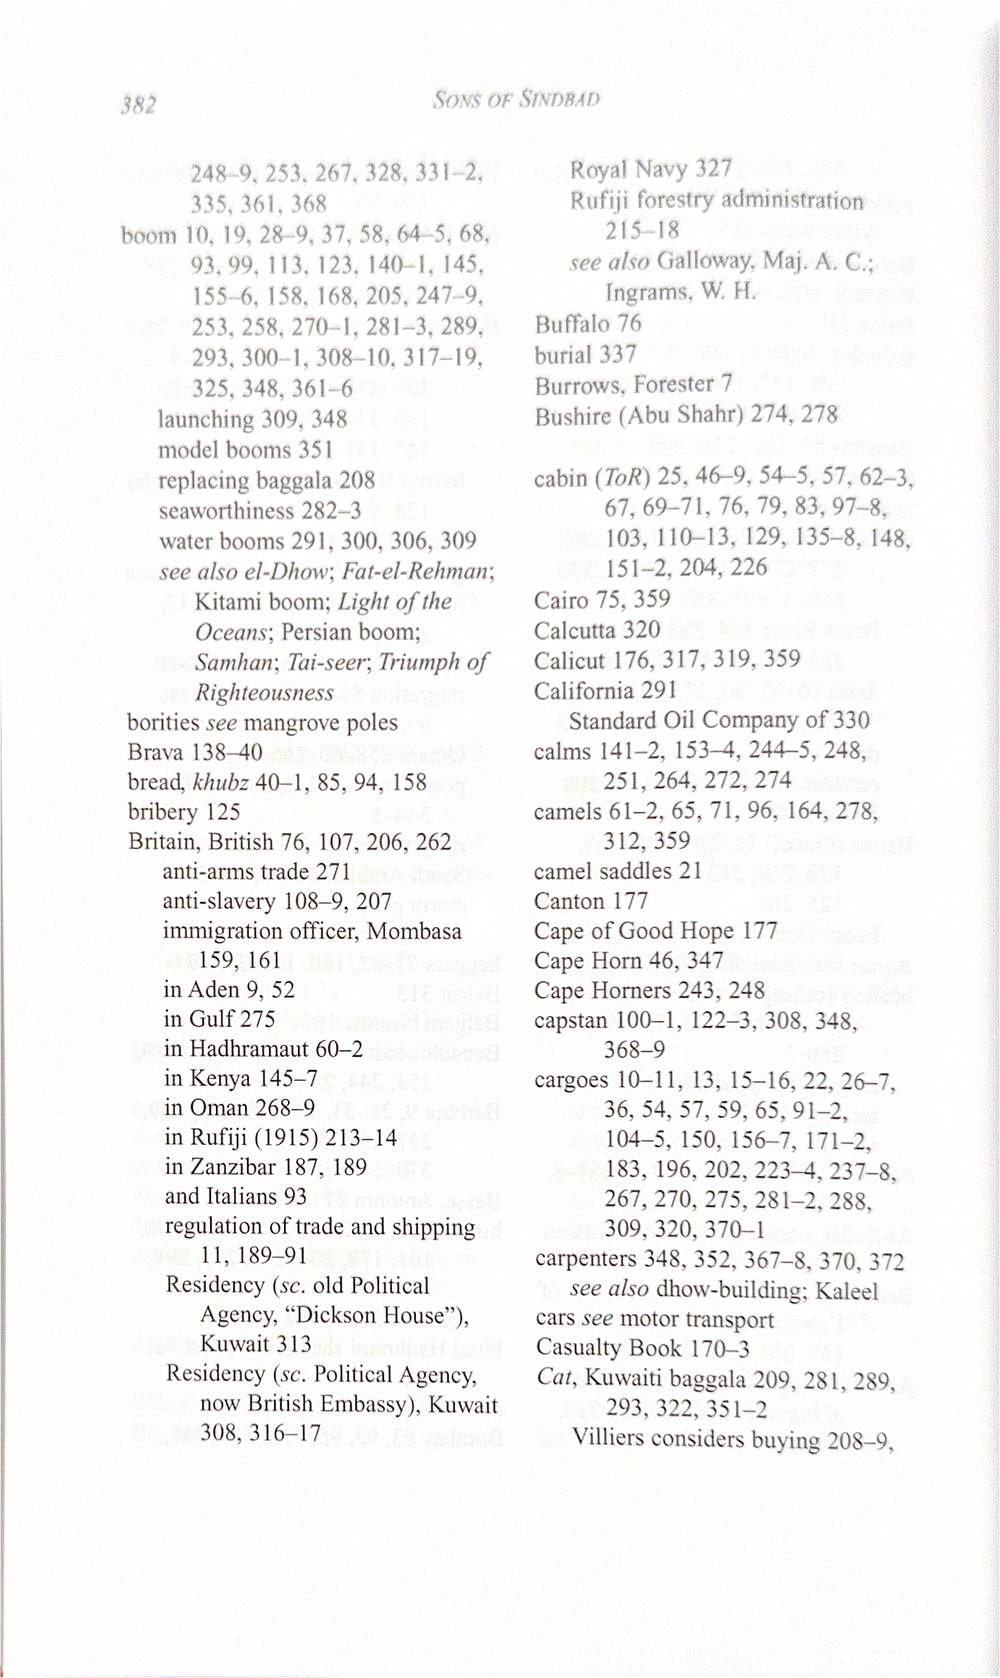 382
SONS OF SINDBAD
248–9, 253, 267, 328, 331–2,
335, 361, 368
boom 10, 19, 28–9, 37, 58, 64–5, 68,
93, 99, 113, 123, 140–1, 145,
155–6, 158, 168, 205, 247–9,
253, 258, 270–1, 281–3, 289,
293, 300–1, 308–10, 317–19,
325, 348, 361–6
launching 309, 348
model booms 351
replacing baggala 208
seaworthiness 282–3
water booms 291, 300, 306, 309
see also el-Dhow; Fat-el-Rehman;
Kitami boom; Light of the
Oceans; Persian boom;
Samhan; Tai-seer; Triumph of
Righteousness
borities see mangrove poles
Brava 138–40
bread, khubz 40–1, 85, 94, 158
bribery 125
Britain, British 76, 107, 206, 262
anti-arms trade 271
anti-slavery 108–9, 207
immigration officer, Mombasa
159, 161
in Aden 9, 52
in Gulf 275
in Hadhramaut 60–2
in Kenya 145–7
in Oman 268–9
in Rufiji (1915) 213–14
in Zanzibar 187, 189
and Italians 93
regulation of trade and shipping
11, 189–91
Residency (sc. old Political
Agency, “Dickson House”),
Kuwait 313
Residency (sc. Political Agency,
now British Embassy), Kuwait
308, 316–17
Royal Navy 327
Rufiji forestry administration
215–18
see also Galloway, Maj. A. C.;
Ingrams, W. H.
Buffalo 76
burial 337
Burrows, Forester 7
Bushire (Abu Shahr) 274, 278
cabin (ToR) 25, 46–9, 54–5, 57, 62–3,
67, 69–71, 76, 79, 83, 97–8,
103, 110–13, 129, 135–8, 148,
151–2, 204, 226
Cairo 75, 359
Calcutta 320
Calicut 176, 317, 319, 359
California 291
Standard Oil Company of 330
calms 141–2, 153–4, 244–5, 248,
251, 264, 272, 274
camels 61–2, 65, 71, 96, 164, 278,
312, 359
camel saddles 21
Canton 177
Cape of Good Hope 177
Cape Horn 46, 347
Cape Horners 243, 248
capstan 100–1, 122–3, 308, 348,
368–9
cargoes 10–11, 13, 15–16, 22, 26–7,
36, 54, 57, 59, 65, 91–2,
104–5, 150, 156–7, 171–2,
183, 196, 202, 223–4, 237–8,
267, 270, 275, 281–2, 288,
309, 320, 370–1
carpenters 348, 352, 367–8, 370, 372
see also dhow-building; Kaleel
cars see motor transport
Casualty Book 170–3
Cat, Kuwaiti baggala 209, 281, 289,
293, 322, 351–2
Villiers considers buying 208–9,